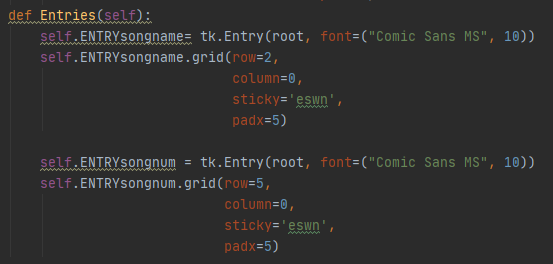 def Entries(self):
    self.ENTRYsongname= tk.Entry(root, font=("Comic Sans MS", 10))
    self.ENTRYsongname.grid(row=2,
                            column=0,
                            sticky='eswn',
                            padx=5)

    self.ENTRYsongnum = tk.Entry(root, font=("Comic Sans MS", 10))
    self.ENTRYsongnum.grid(row=5,
                           column=0,
                           sticky='eswn',
                           padx=5)